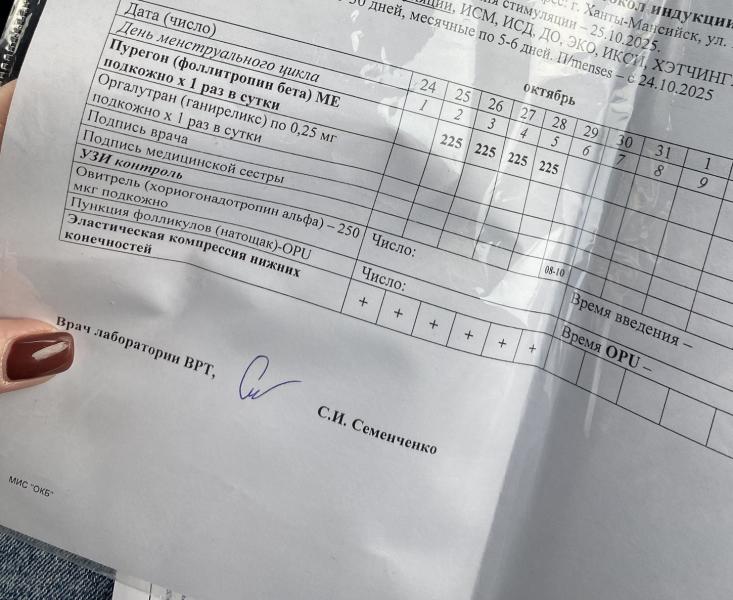 окол индукции
рес: г. Ханты-Мансийск, ул.
стимуляции – 25.10.2025
ИСМ, ИСД, ДО, ЭКО, ИКСИ, ХЭТЧИНГ
30 дней, месячные по 5-6 дней. П/menses – с 24.10.2025
октябрь
Дата (число) 24 25 26 27 28 29 30 31 1
День менструального цикла 1 2 3 4 5 6 7 8 9
Пурегон (фоллитропин бета) МЕ
подкожно х 1 раз в сутки 225 225 225 225
Оргалутран (ганиреликс) по 0,25 мг
подкожно х 1 раз в сутки
Подпись врача
Подпись медицинской сестры
УЗИ контроль 08-10
Овитрель (хориогонадотропин альфа) – 250
мкг подкожно Число: Время введения –
Пункция фолликулов (натощак)-OPU Число: Время OPU –
Эластическая компрессия нижних
конечностей + + + + + +
Врач лаборатории ВРТ,
С.И. Семенченко
МИС "ОКБ"